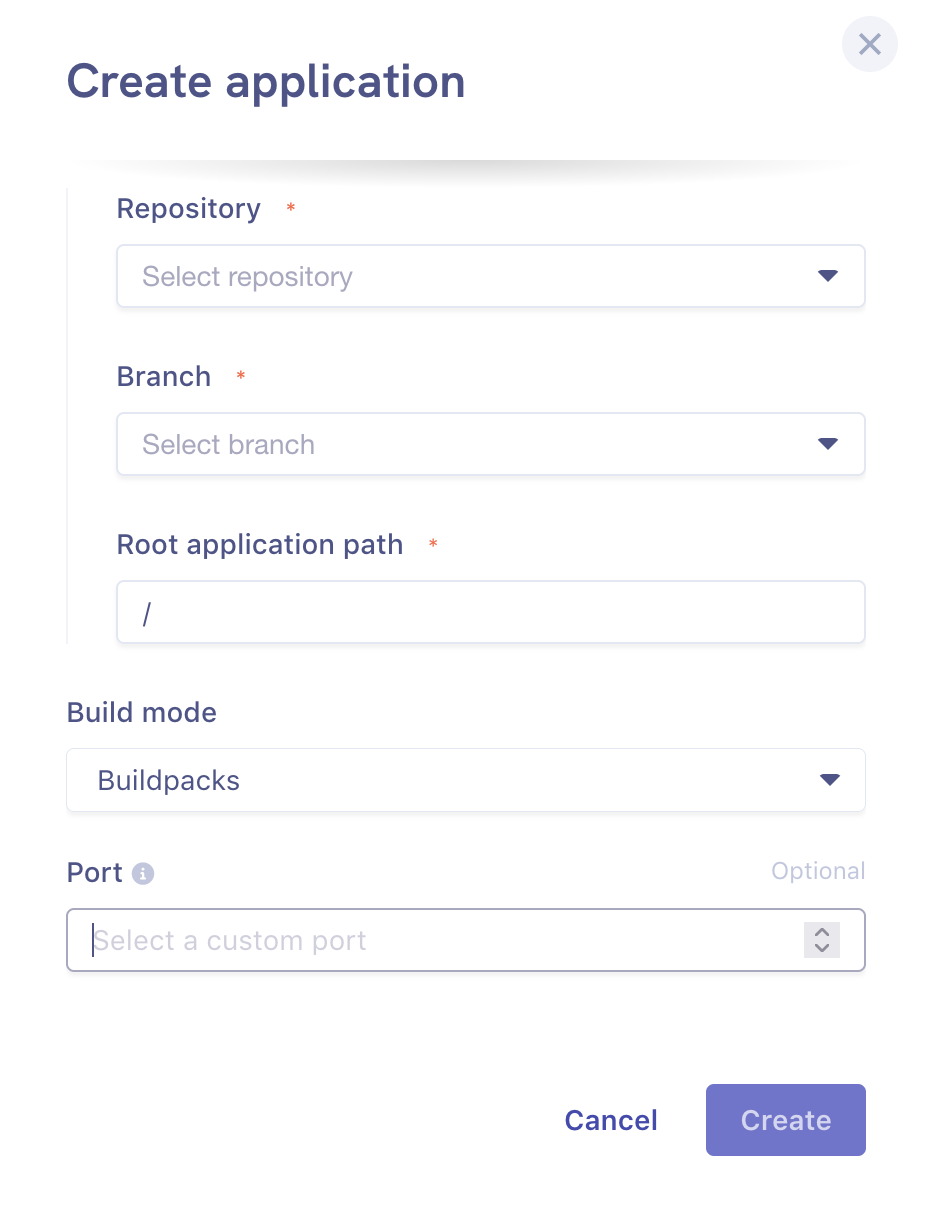 Create application
Repository *
Select repository
Branch *
Select branch
Root application path *
/
Build mode
Buildpacks
Port Optional
Select a custom port
Cancel Create